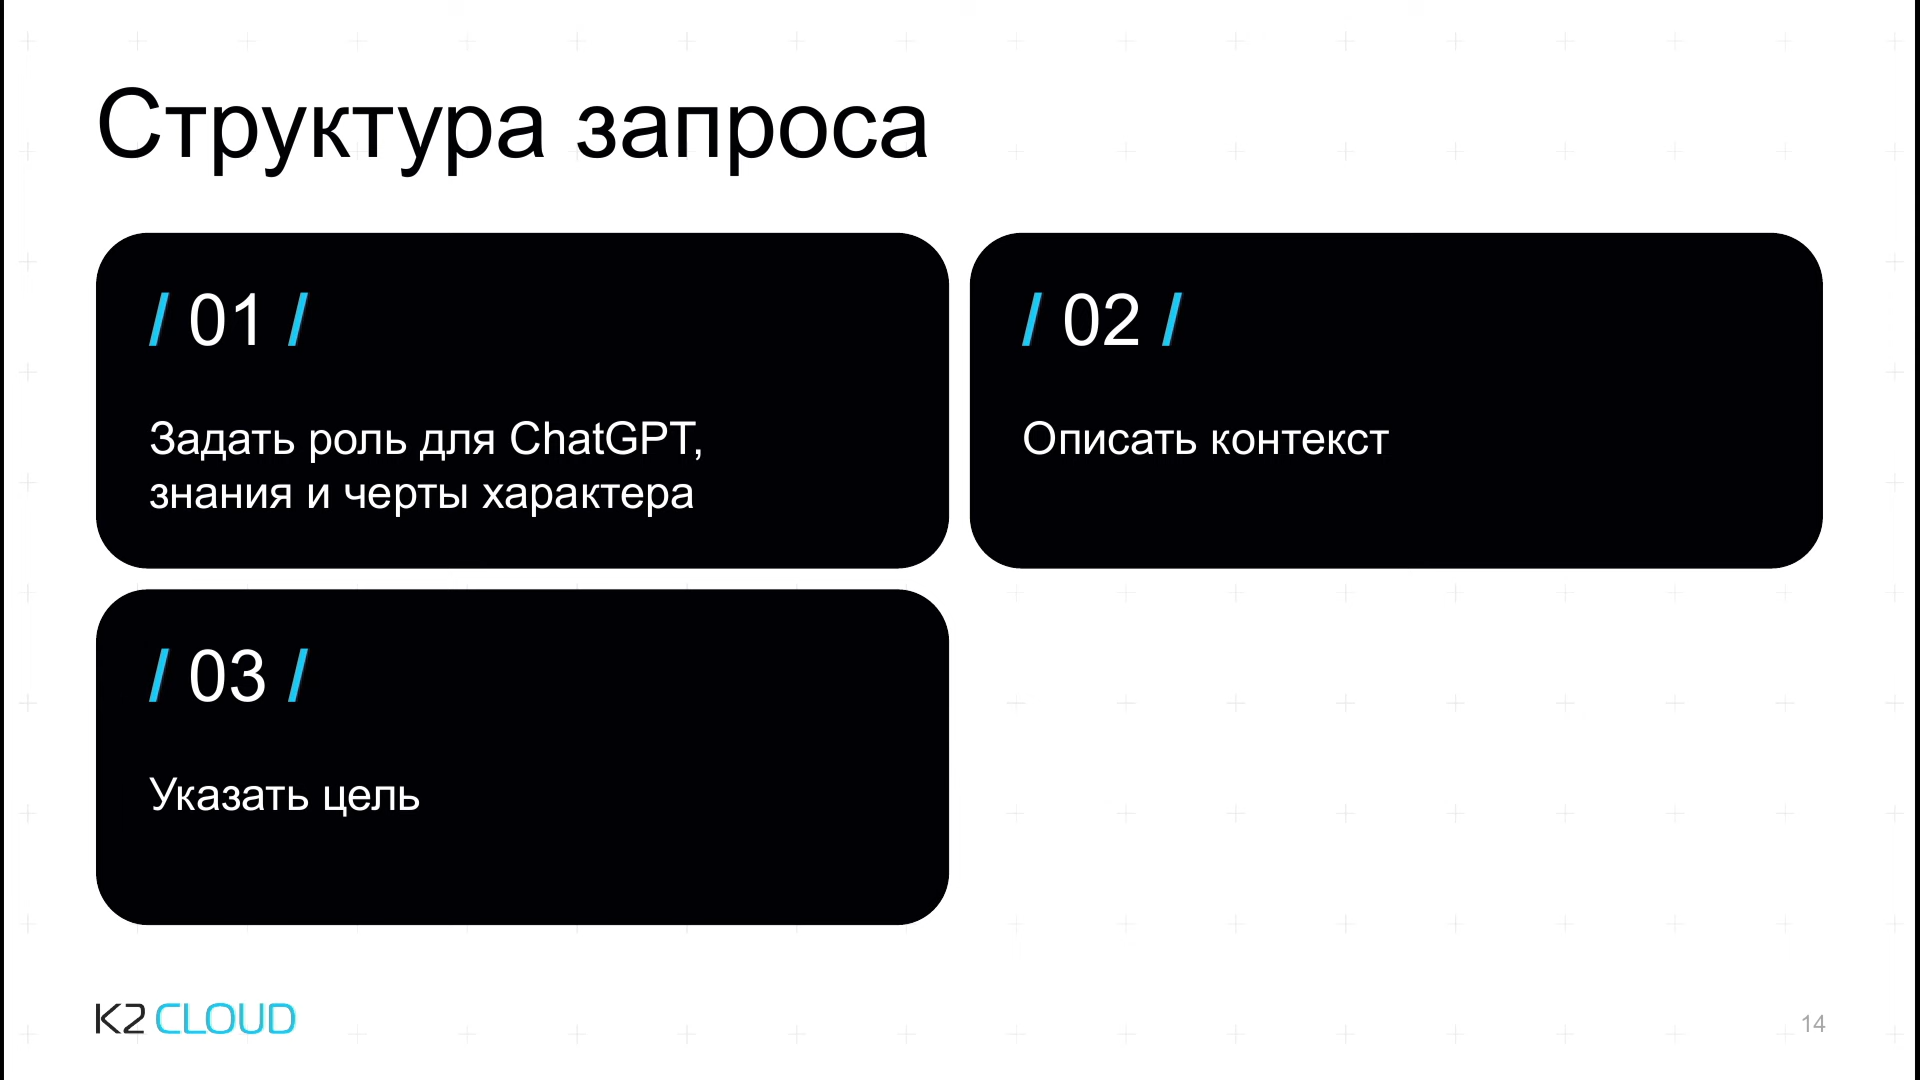 Структура запроса
/ 01 /
Задать роль для ChatGPT,
знания и черты характера
/ 02 /
Описать контекст
/ 03 /
Указать цель
K2 CLOUD
14